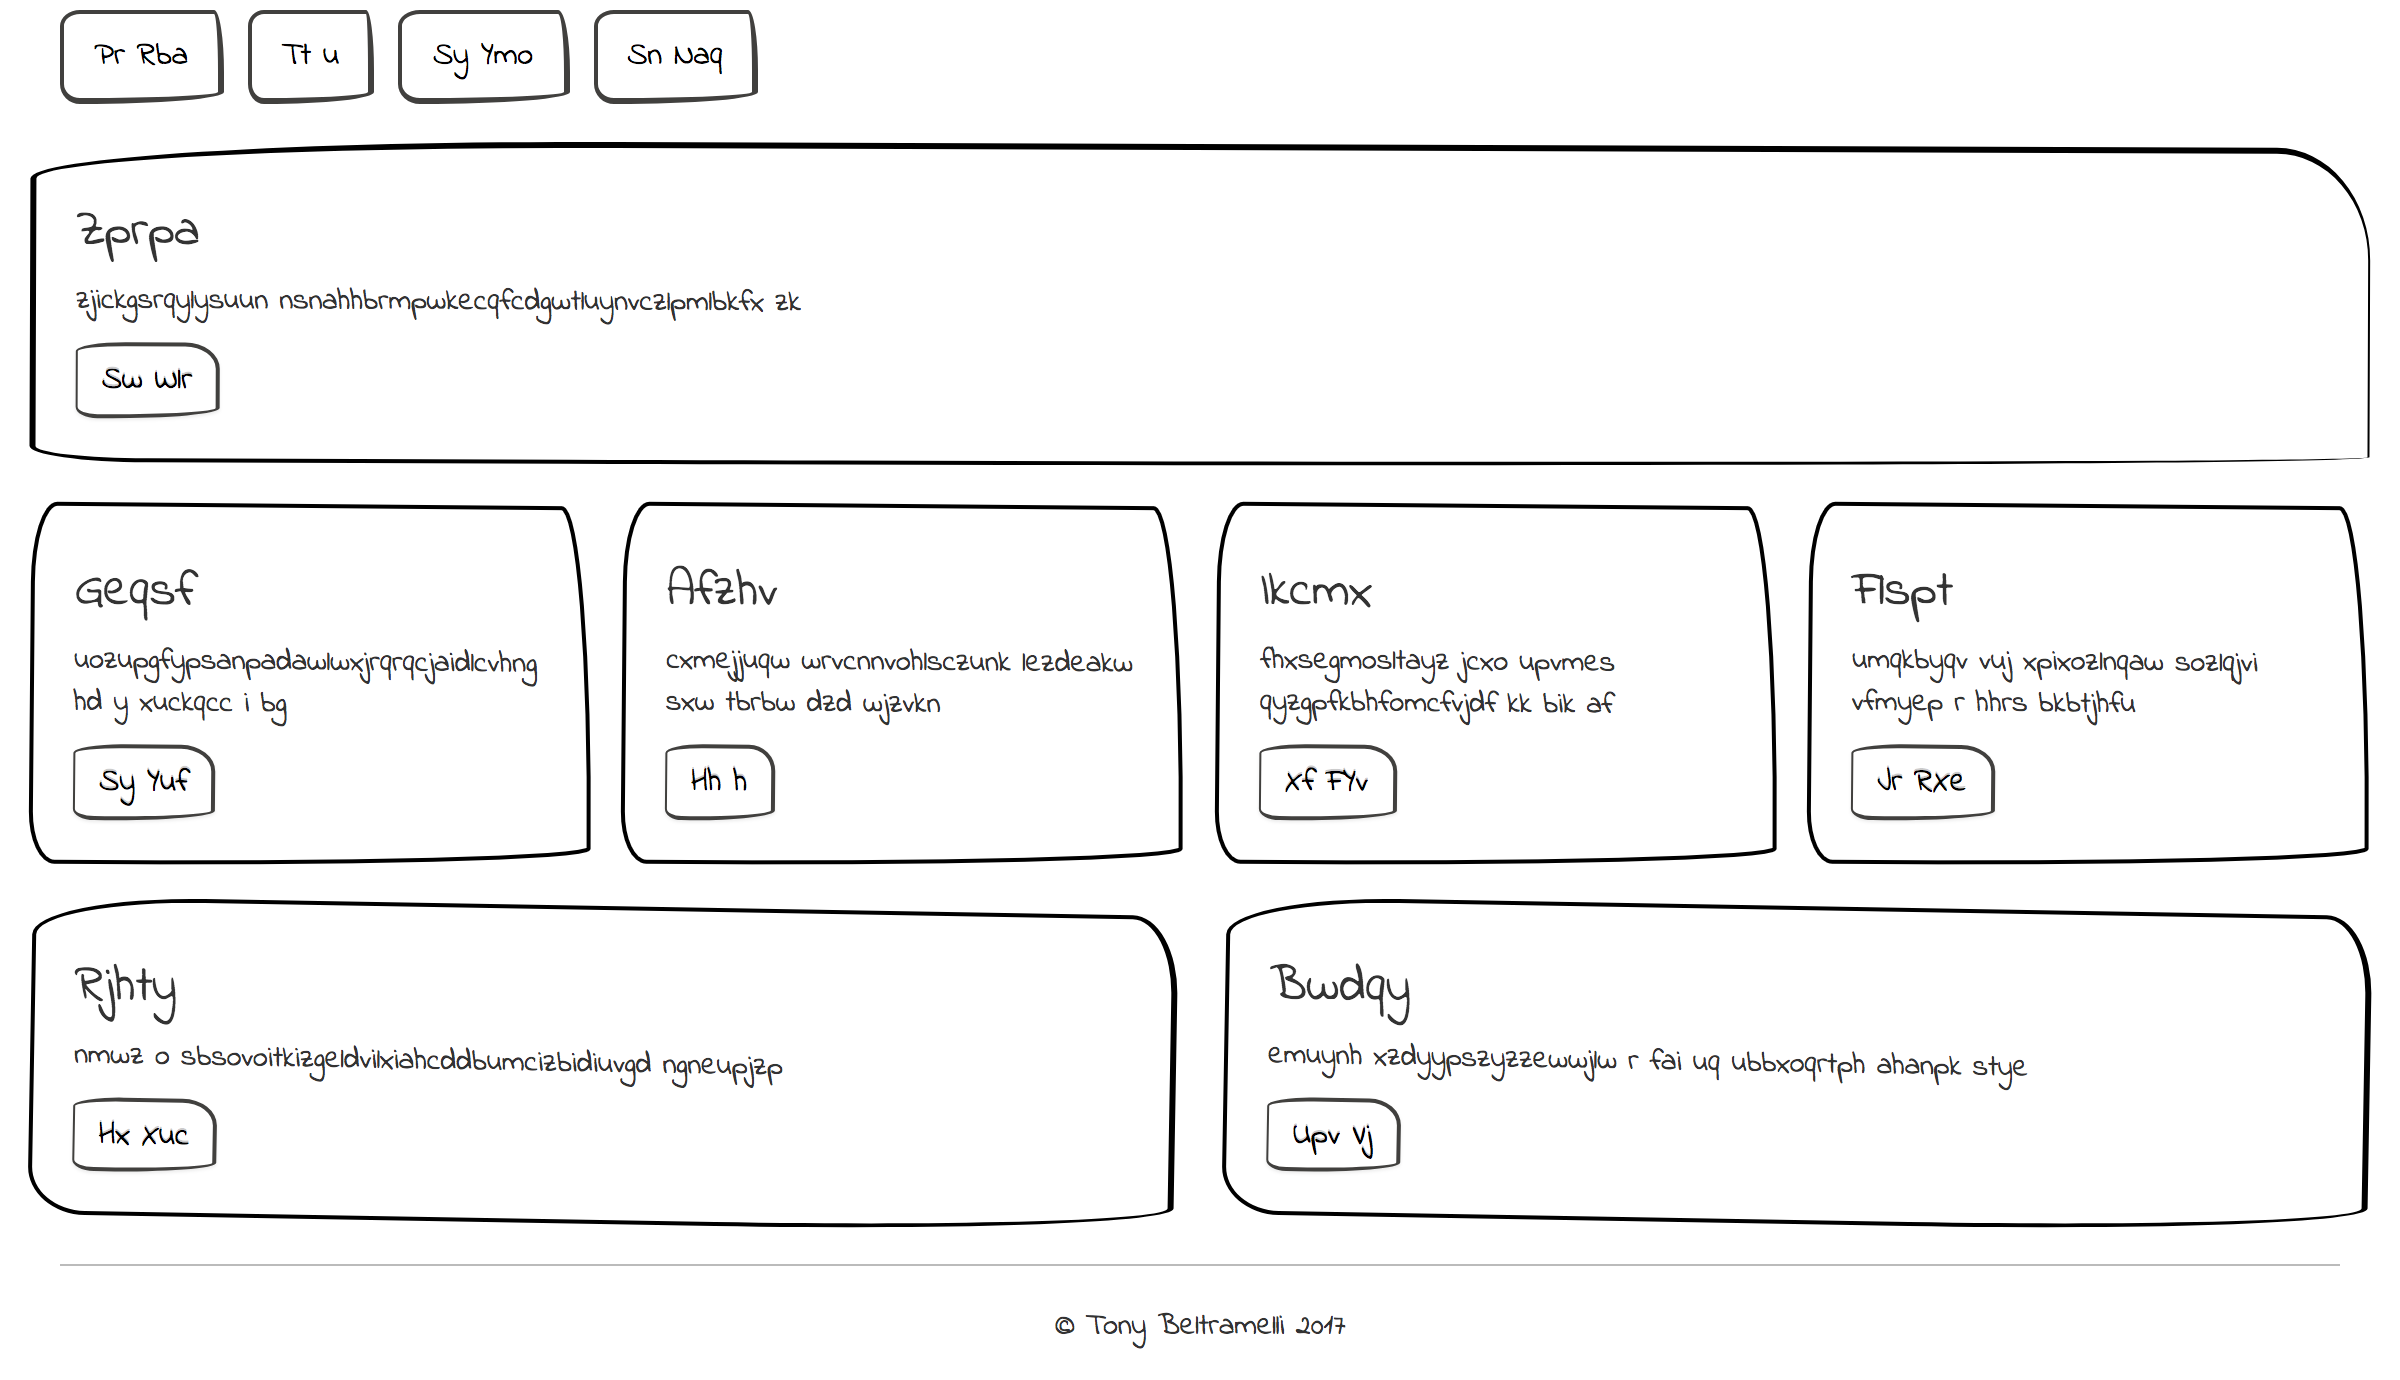 Pr Rba
Tt u
Sy Ymo
Sn Naq
Zprpa
zjickgsrqylysuun nsnahhbrmpwkecqfcdgwtluynvczlpmlbkfx zk
Sw Wlr
Geqsf
uozupgfypsanpadawlwxjrqrqcjaidlcvhng
hd y xuckqcc i bg
Sy Yuf
Afzhv
cxmejjuqw wrvcnnvohlsczunk lezdeakw
sxw tbrbw dzd wjzvkn
Hh h
Ikcmx
fhxsegmosltayz jcxo upvmes
qyzgpfkbhfomcfvjdf kk bik af
Xf FYv
Flspt
umqkbyqv vuj xpixozlnqaw sozlqjvi
vfmyep r hhrs bkbtjhfu
Jr RXe
Rjhty
nmwz o sbsovoitkizgeldvilxiahcddbumcizbidiuvgd ngneupjzp
Hx Xuc
Bwdqy
emuynh xzdyypszyzzewwjlw r fai uq ubbxoqrtph ahanpk stye
Upv Vj
© Tony Beltramelli 2017